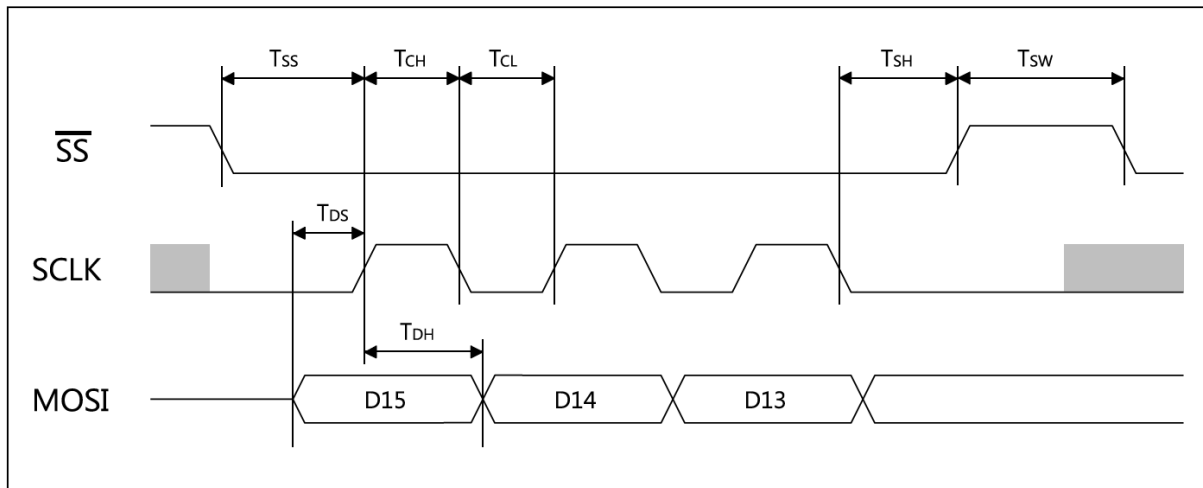 TSS TCH TCL TSH TSW
SS
TDS
SCLK
TDH
MOSI D15 D14 D13